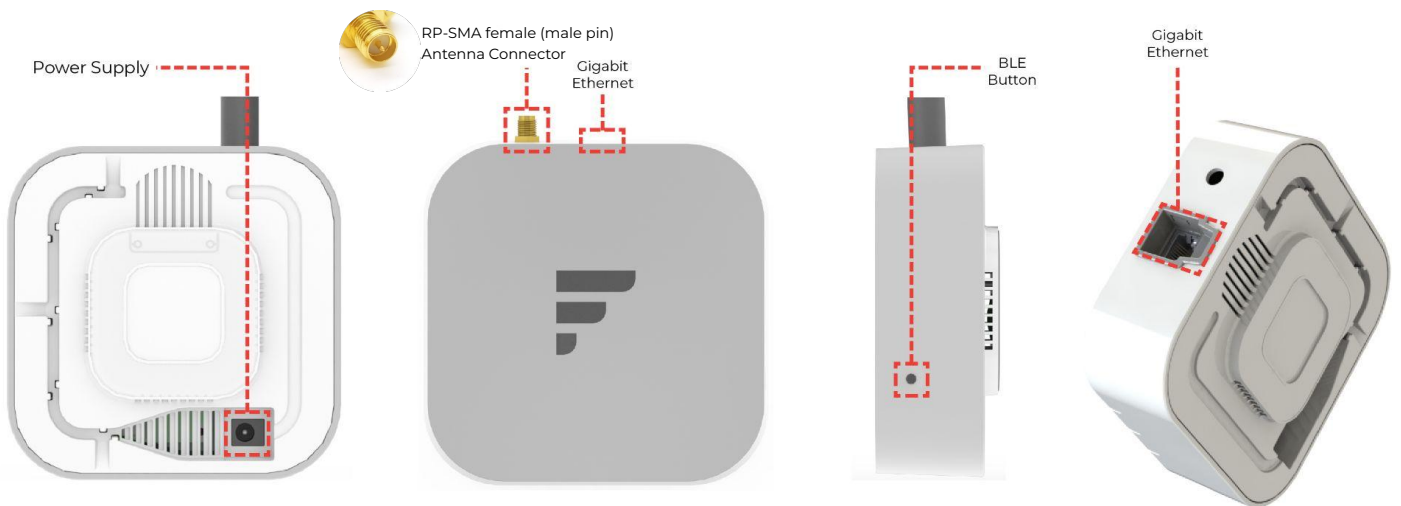 Power Supply
RP-SMA female (male pin)
Antenna Connector
Gigabit
Ethernet
BLE
Button
Gigabit
Ethernet